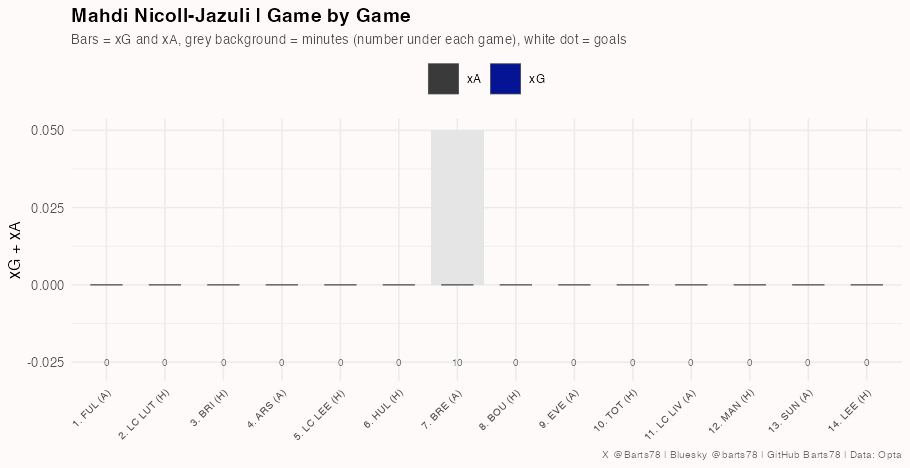 Mahdi Nicoll-Jazuli | Game by Game
Bars = xG and xA, grey background = minutes (number under each game), white dot = goals
xA xG
xG + xA
0.050
0.025
0.000
-0.025
0 0 0 0 0 0 10 0 0 0 0 0 0 0
1. FUL (A)
2. LC LUT (H)
3. BRI (H)
4. ARS (A)
5. LC LEE (H)
6. HUL (H)
7. BRE (A)
8. BOU (H)
9. EVE (A)
10. TOT (H)
11. LC LIV (A)
12. MAN (H)
13. SUN (A)
14. LEE (H)
X @Barts78 | Bluesky @barts78 | GitHub Barts78 | Data: Opta